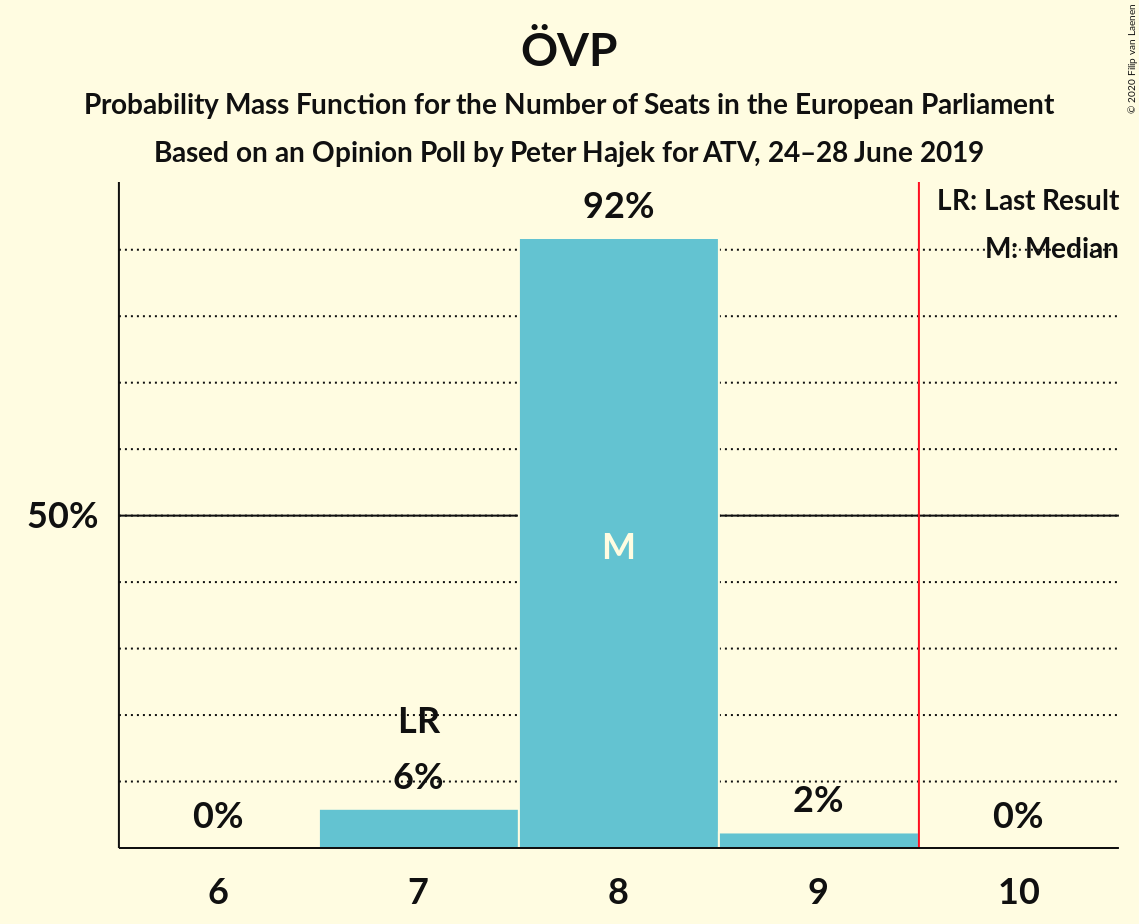 ÖVP
Probability Mass Function for the Number of Seats in the European Parliament
Based on an Opinion Poll by Peter Hajek for ATV, 24–28 June 2019
© 2020 Filip van Laenen
LR: Last Result
M: Median
92%
50%
M
LR
6%
0%
2%
0%
6 7 8 9 10